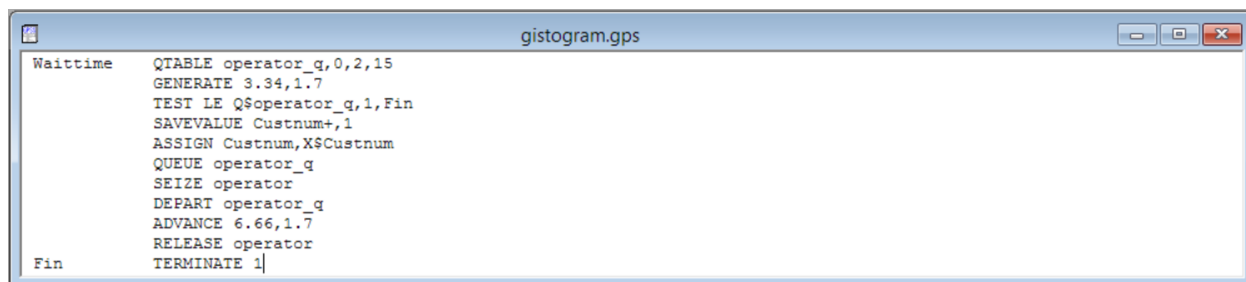 gistogram.gps
Waittime QTABLE operator_q,0,2,15
GENERATE 3.34,1.7
TEST LE Q$operator_q,1,Fin
SAVEVALUE Custnum+,1
ASSIGN Custnum,X$Custnum
QUEUE operator_q
SEIZE operator
DEPART operator_q
ADVANCE 6.66,1.7
RELEASE operator
Fin TERMINATE 1